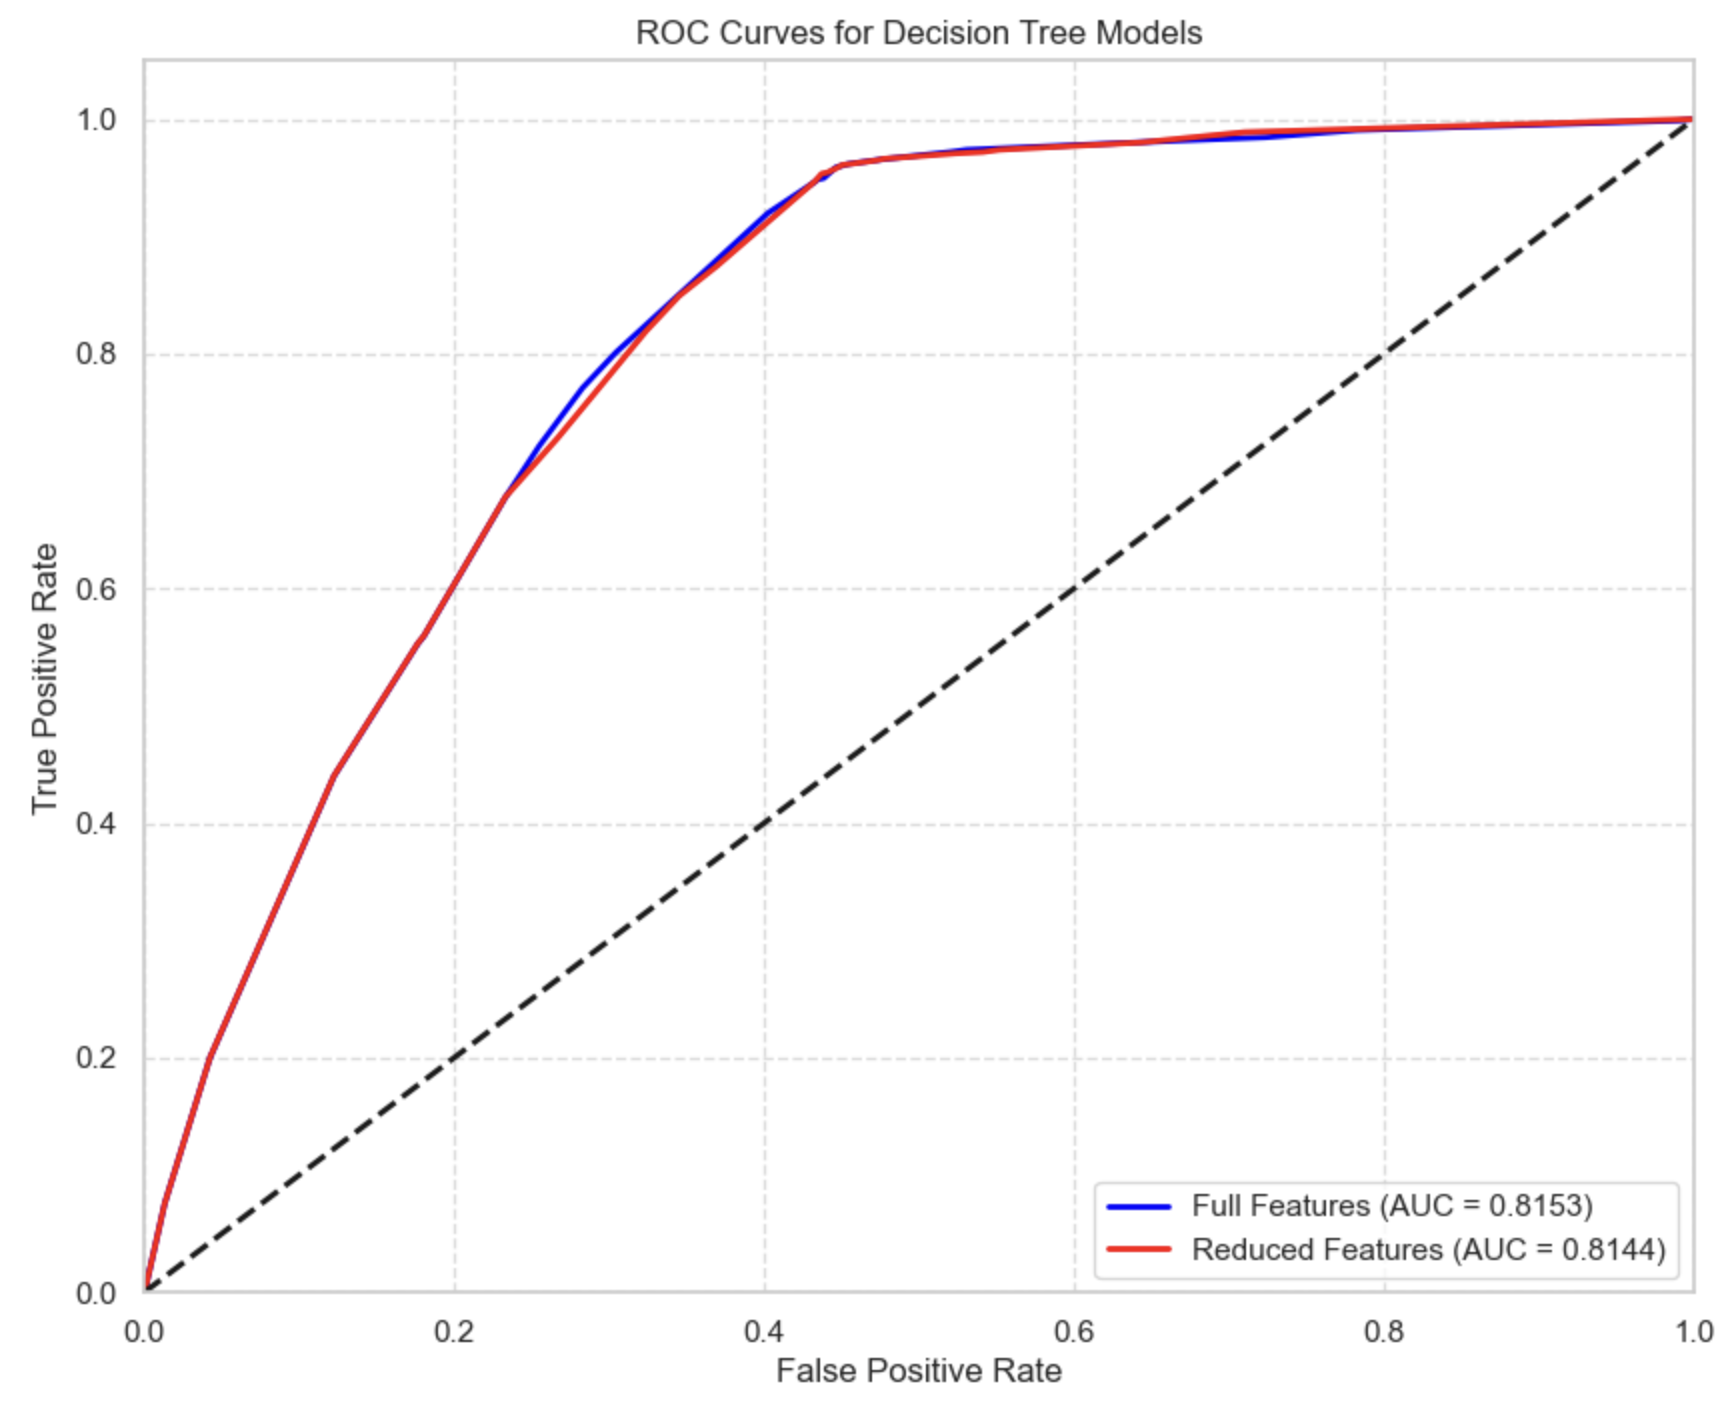 ROC Curves for Decision Tree Models
True Positive Rate
1.0
0.8
0.6
0.4
0.2
0.0
0.0 0.2 0.4 0.6 0.8 1.0
False Positive Rate
Full Features (AUC = 0.8153)
Reduced Features (AUC = 0.8144)